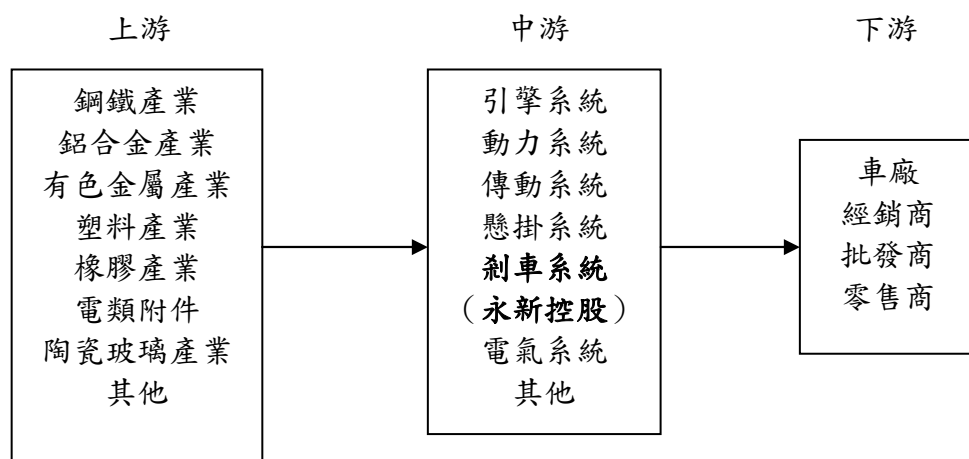 上游
鋼鐵產業
鋁合金產業
有色金屬產業
塑料產業
橡膠產業
電類附件
陶瓷玻璃產業
其他
中游
引擎系統
動力系統
傳動系統
懸掛系統
剎車系統
（永新控股）
電氣系統
其他
下游
車廠
經銷商
批發商
零售商